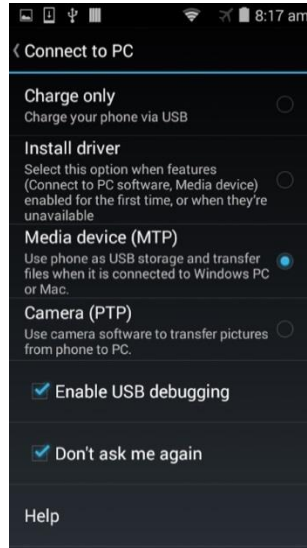 8:17 am
Connect to PC
Charge only
Charge your phone via USB
Install driver
Select this option when features
(Connect to PC software, Media device)
enabled for the first time, or when they're
unavailable
Media device (MTP)
Use phone as USB storage and transfer
files when it is connected to Windows PC
or Mac.
Camera (PTP)
Use camera software to transfer pictures
from phone to PC.
Enable USB debugging
Don't ask me again
Help